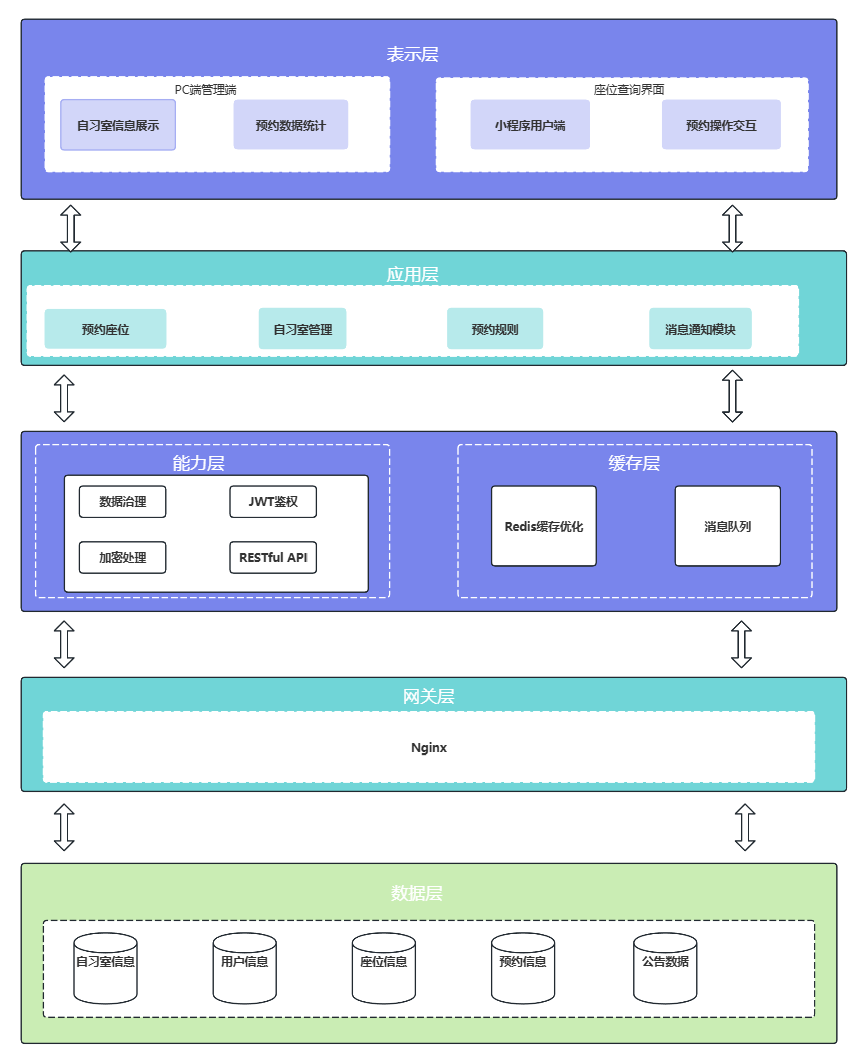 表示层
PC端管理端
座位查询界面
自习室信息展示
预约数据统计
小程序用户端
预约操作交互
应用层
预约座位
自习室管理
预约规则
消息通知模块
能力层
缓存层
数据治理
JWT鉴权
Redis缓存优化
消息队列
加密处理
RESTful API
网关层
Nginx
数据层
自习室信息
用户信息
座位信息
预约信息
公告数据